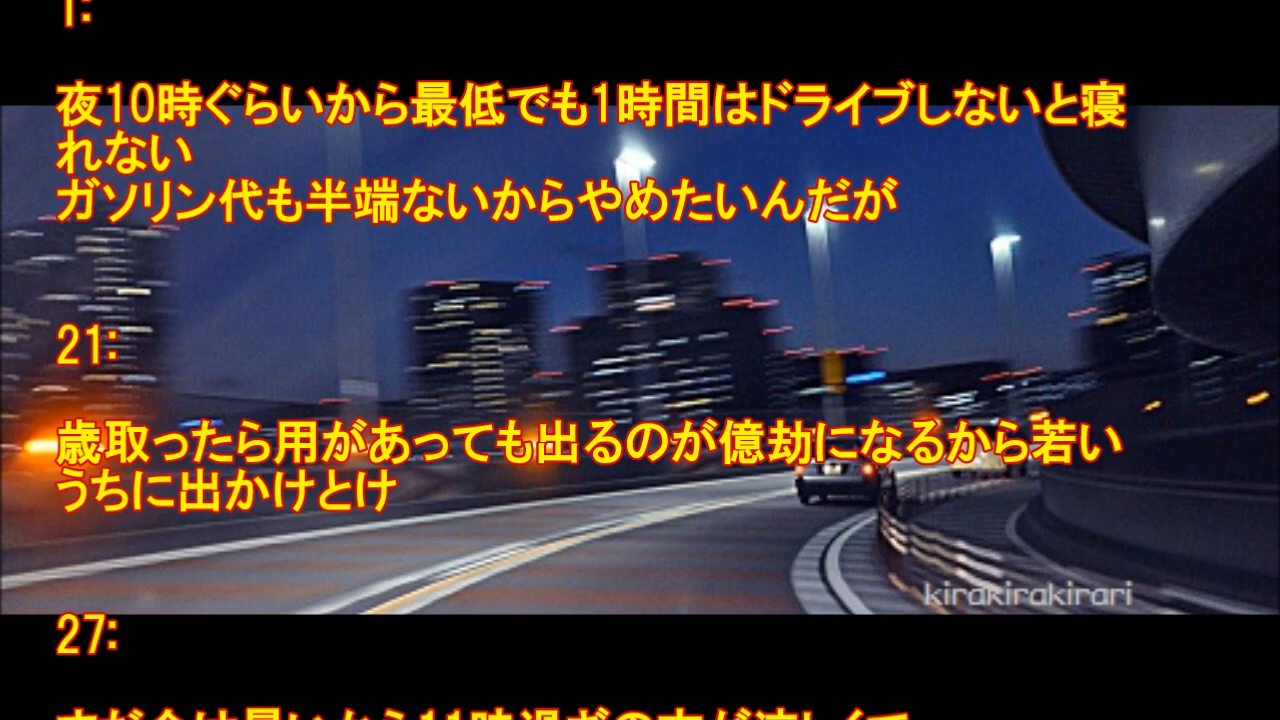 1:
夜10時ぐらいから最低でも1時間はドライブしないと寝
れない
ガソリン代も半端ないからやめたいんだが
21:
歳取ったら用があっても出るのが億劫になるから若い
うちに出かけとけ
kirakirakirari
27: